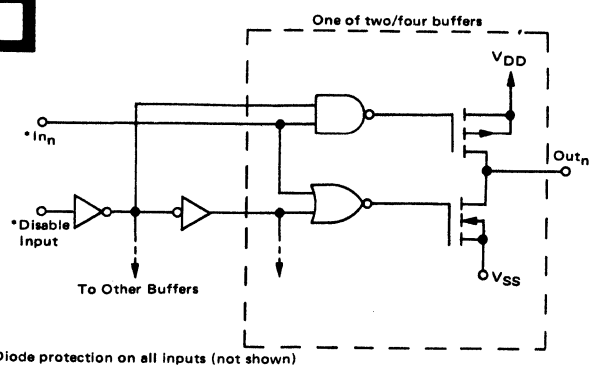 One of two/four buffers
VDD
*Inn
Outn
*Disable
Input
To Other Buffers
VSS
Diode protection on all inputs (not shown)